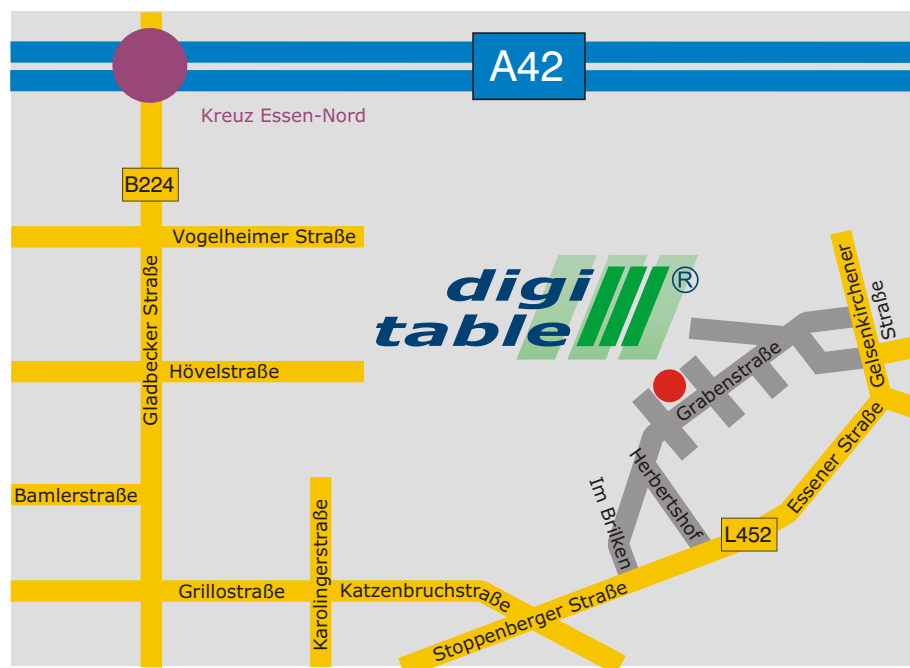 A42
Kreuz Essen-Nord
B224
Vogelheimer Straße
Gladbecker Straße
digi
table
®
Gelsenkirchener
Straße
Hövelstraße
Grabenstraße
Essener Straße
Herbertshof
Im Brilken
Bamlerstraße
L452
Karolingerstraße
Grillostraße
Katzenbruchstraße
Stoppenberger Straße